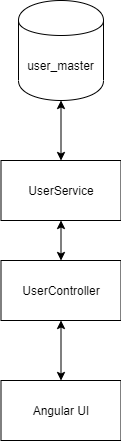 user_master
UserService
UserController
Angular UI